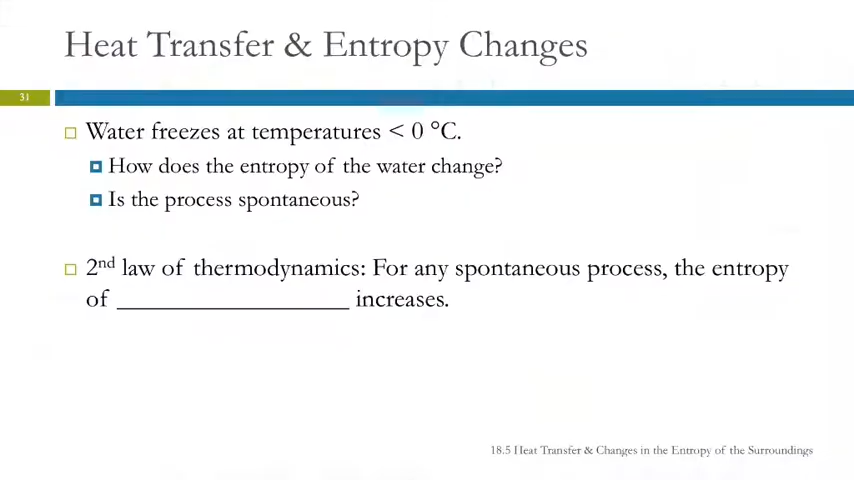 Heat Transfer & Entropy Changes
31
Water freezes at temperatures < 0 °C.
How does the entropy of the water change?
Is the process spontaneous?
2nd law of thermodynamics: For any spontaneous process, the entropy
of ___________________ increases.
18.5 Heat Transfer & Changes in the Entropy of the Surroundings